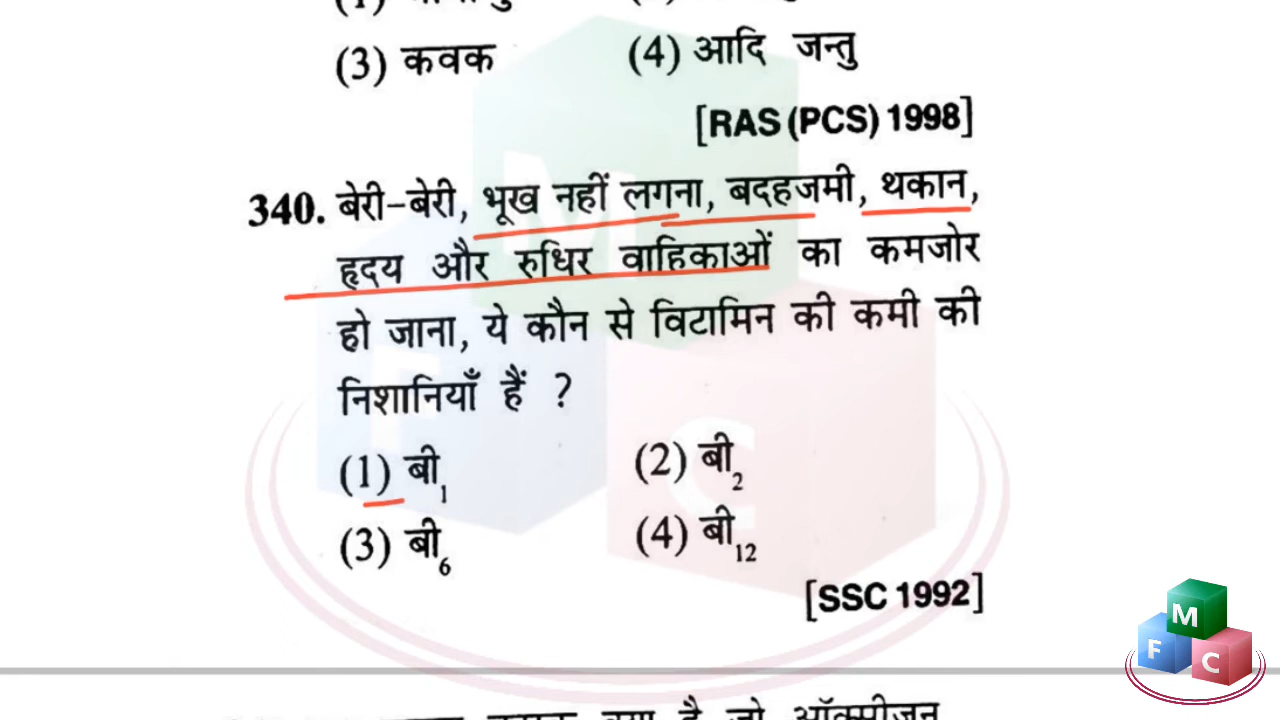 (3) कवक (4) आदि जन्तु
[RAS (PCS) 1998]
340. बेरी-बेरी, भूख नहीं लगना, बदहजमी, थकान,
हृदय और रुधिर वाहिकाओं का कमजोर
हो जाना, ये कौन से विटामिन की कमी की
निशानियाँ हैं ?
(1) बी₁ (2) बी₂
(3) बी₆ (4) बी₁₂
[SSC 1992]
M
F C
M
F C